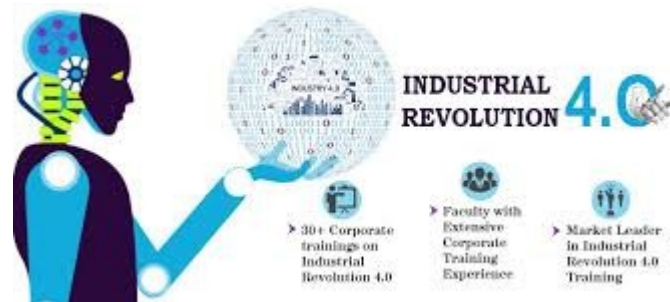 INDUSTRY 4.0
INDUSTRIAL
REVOLUTION 4.0
30+ Corporate
trainings on
Industrial
Revolution 4.0
Faculty with
Extensive
Corporate
Training
Experience
Market Leader
in Industrial
Revolution 4.0
Training